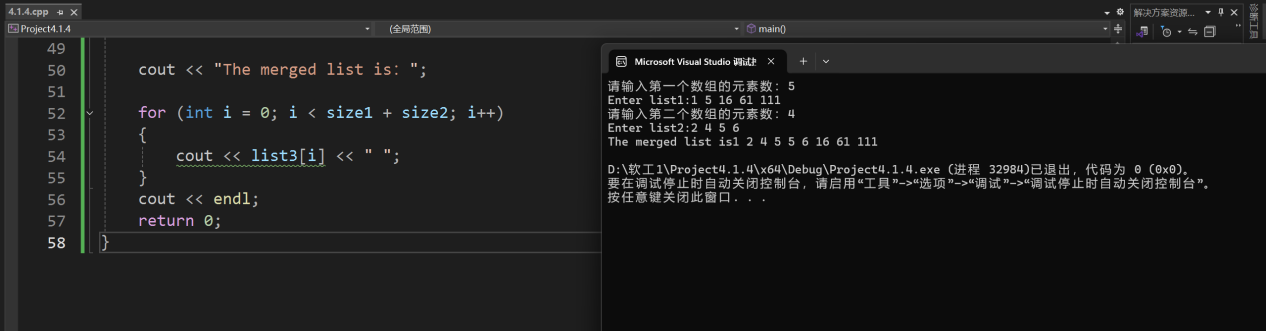 4.1.4.cpp
解决方案资源...
诊断工具
Project4.1.4
(全局范围)
main()
49
50 cout << "The merged list is: ";
51
52 for (int i = 0; i < size1 + size2; i++)
53 {
54 cout << list3[i] << " ";
55 }
56 cout << endl;
57 return 0;
58 }
Microsoft Visual Studio 调试
请输入第一个数组的元素数: 5
Enter list1:1 5 16 61 111
请输入第二个数组的元素数: 4
Enter list2:2 4 5 6
The merged list is1 2 4 5 5 6 16 61 111
D:\软工1\Project4.1.4\x64\Debug\Project4.1.4.exe (进程 32984)已退出，代码为 0 (0x0)。
要在调试停止时自动关闭控制台，请启用“工具”->“选项”->“调试”->“调试停止时自动关闭控制台”。
按任意键关闭此窗口. . .